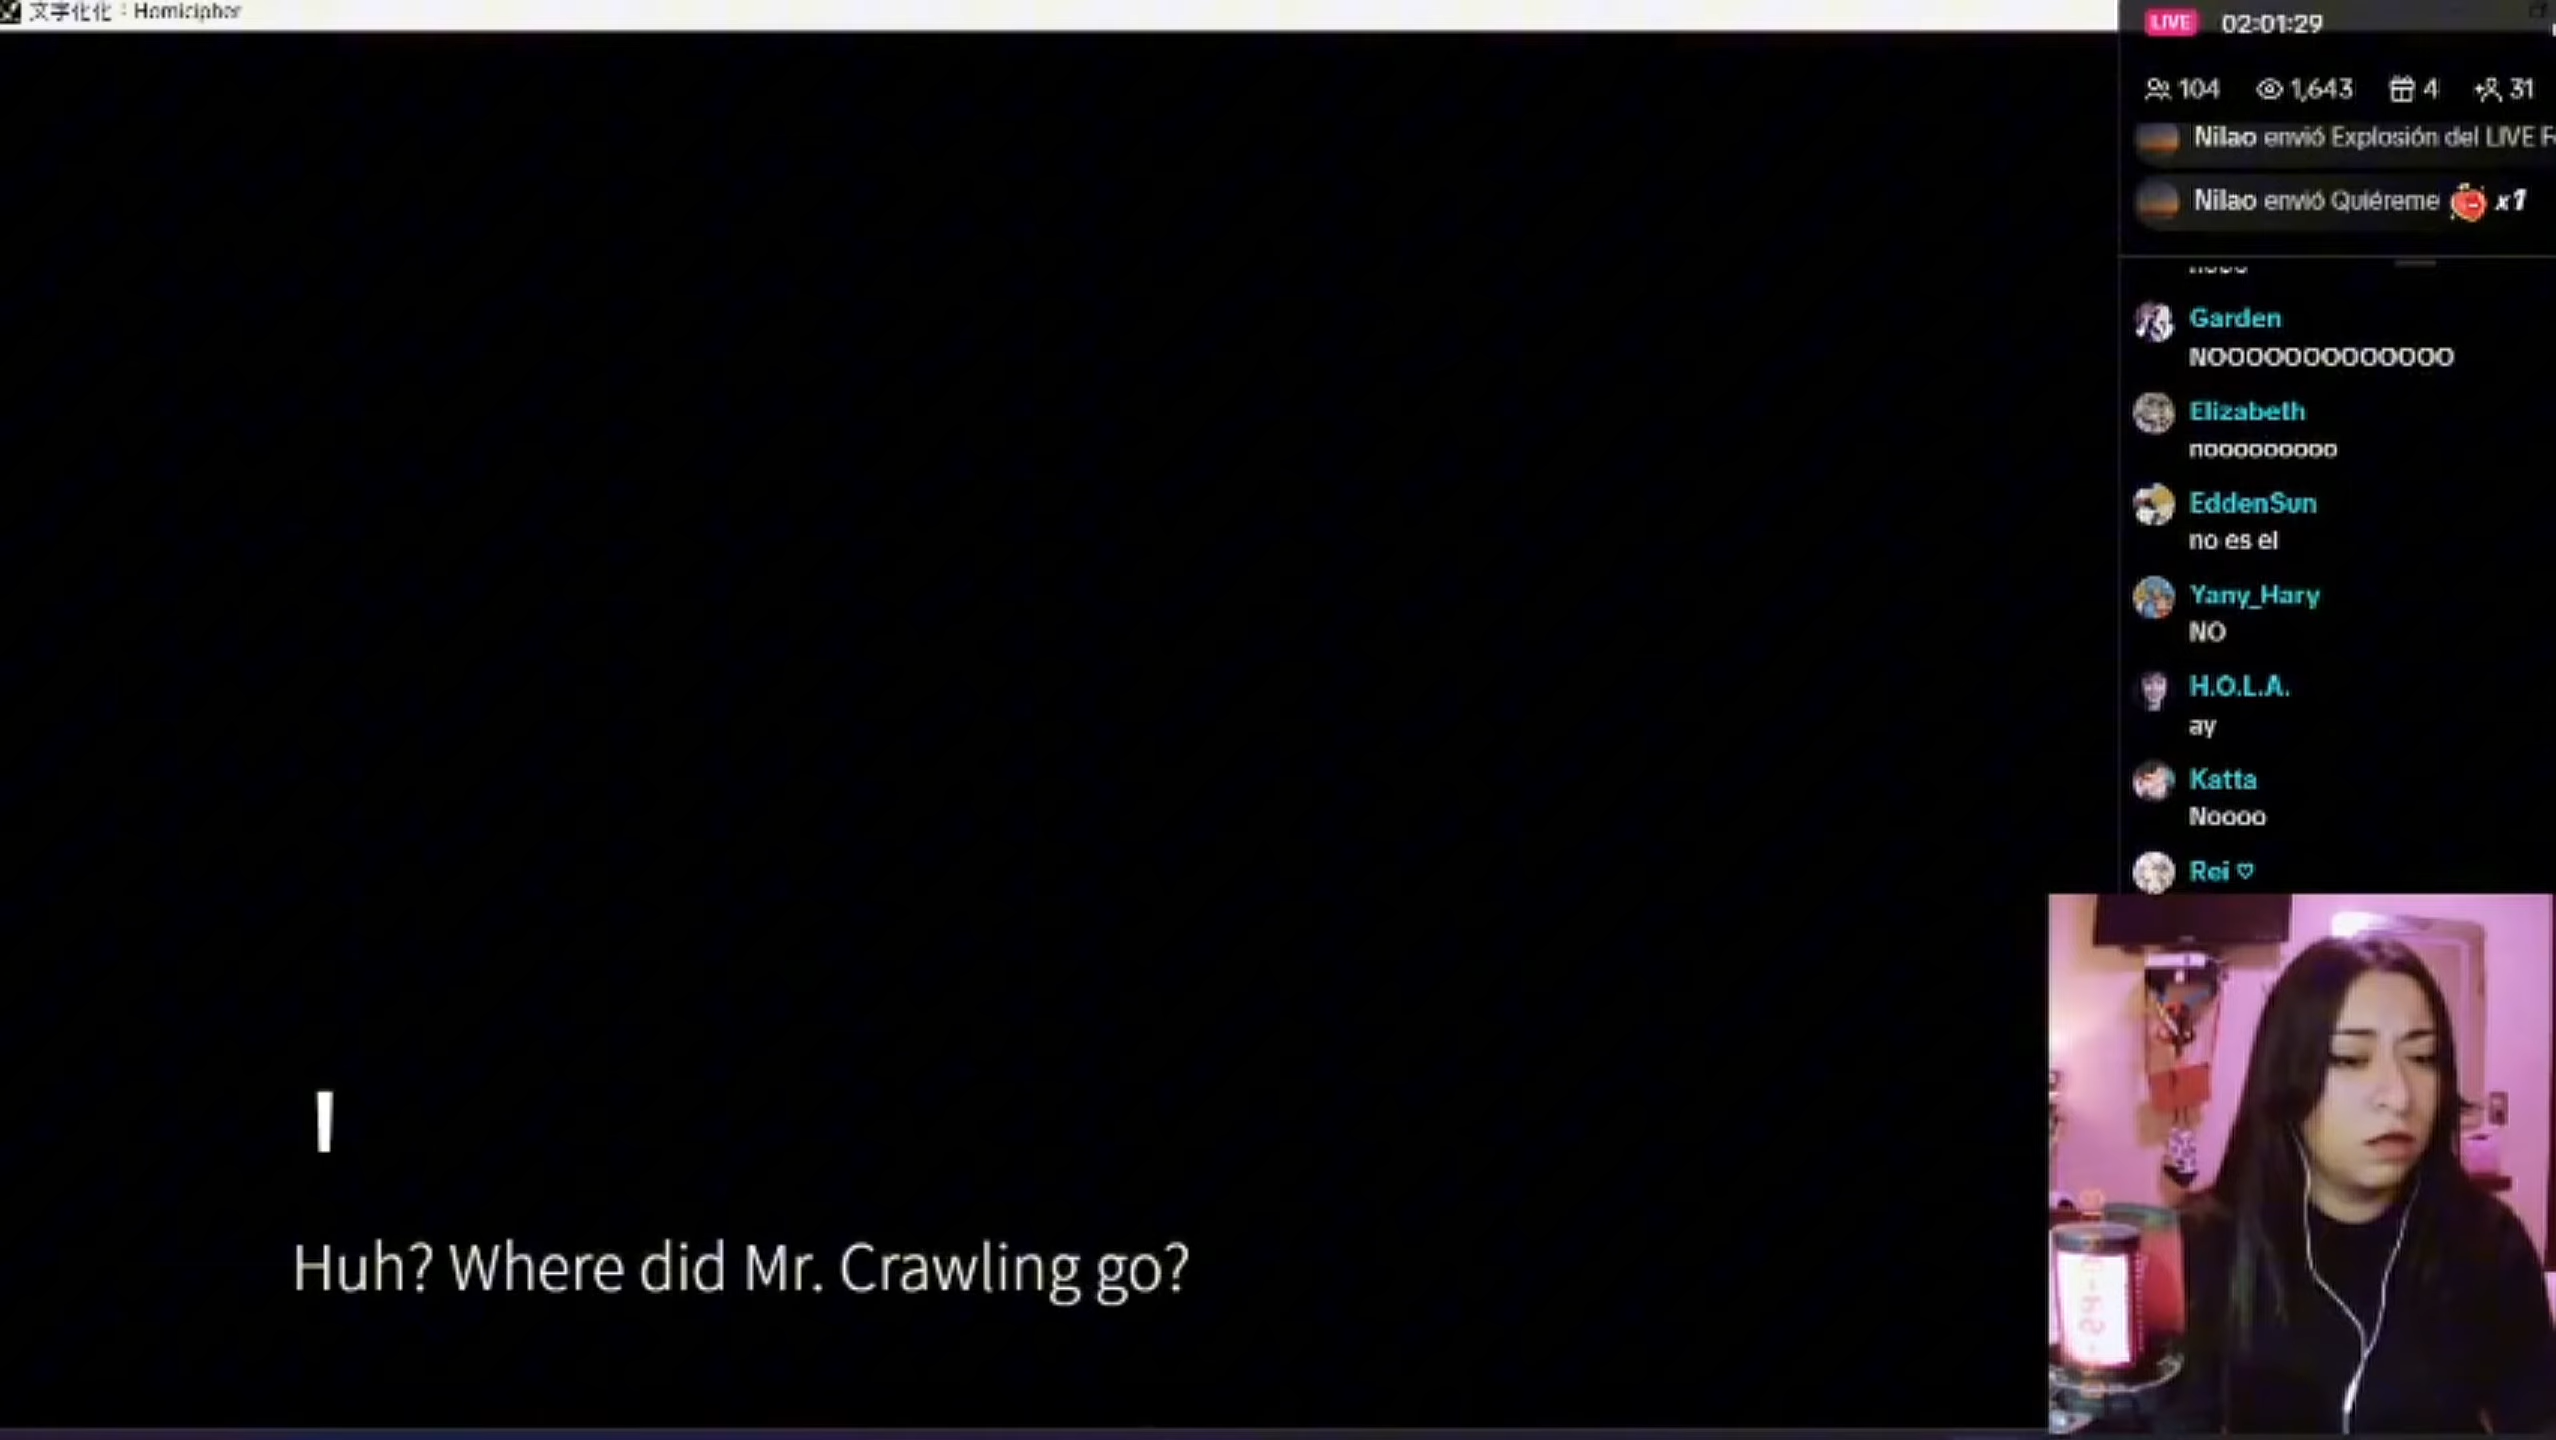 文字化化：Homicipher
LIVE 02:01:29
104 1,643 4 31
Nilao envió Explosión del LIVE F
Nilao envió Quiéreme x1
Garden
NOOOOOOOOOOOOO
Elizabeth
noooooooooo
EddenSun
no es el
Yany_Hary
NO
H.O.L.A.
ay
Katta
Noooo
Rei ♡
I
Huh? Where did Mr. Crawling go?